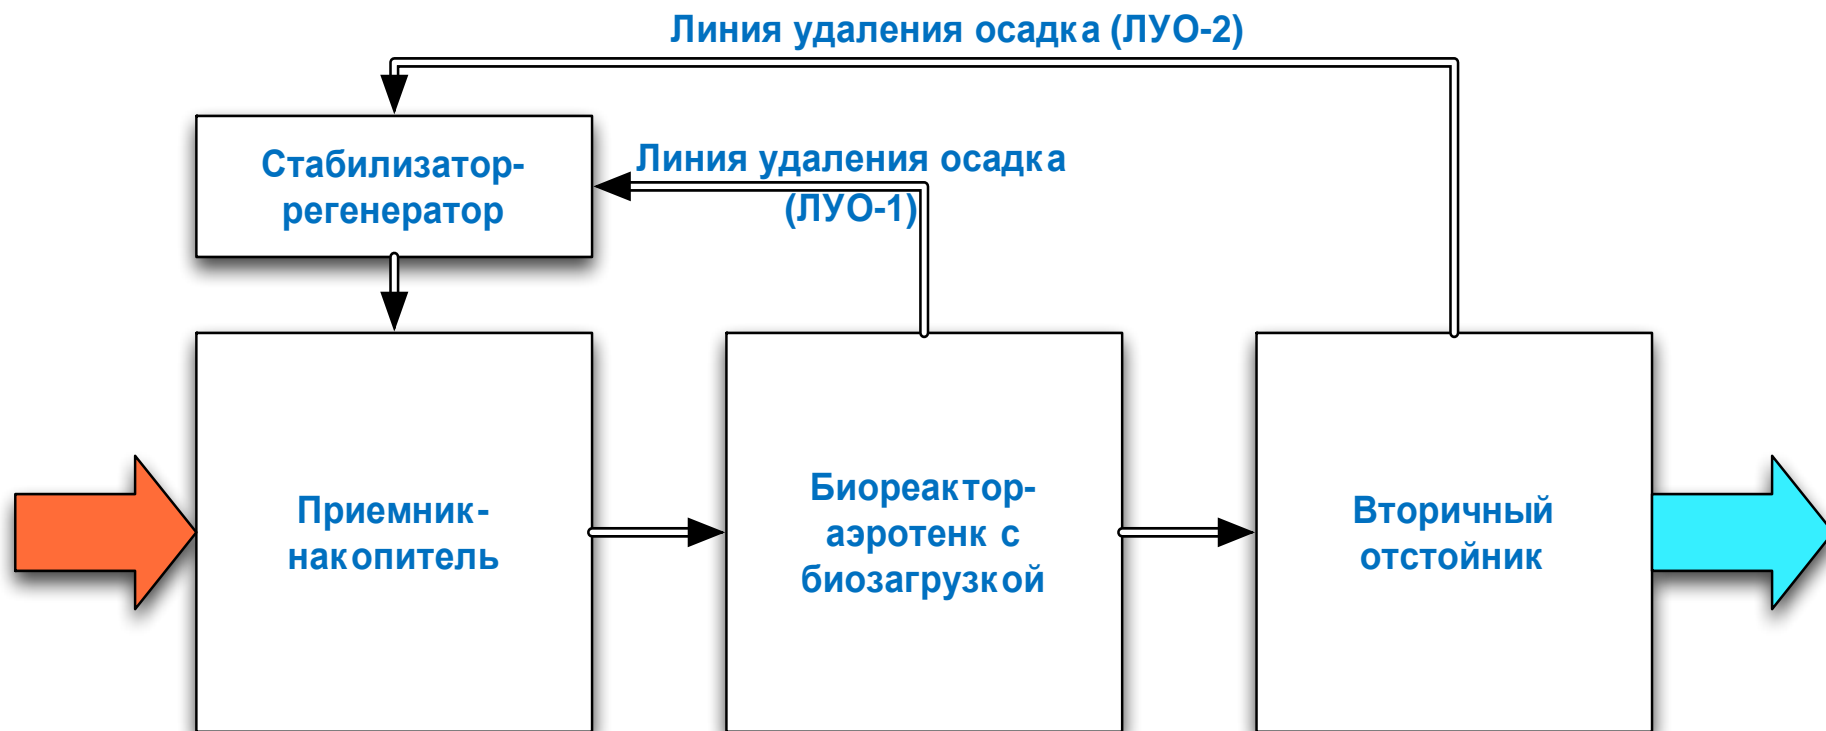 Линия удаления осадка (ЛУО-2)
Стабилизатор-
регенератор
Линия удаления осадка
(ЛУО-1)
Приемник-
накопитель
Биореактор-
аэротенк с
биозагрузкой
Вторичный
отстойник